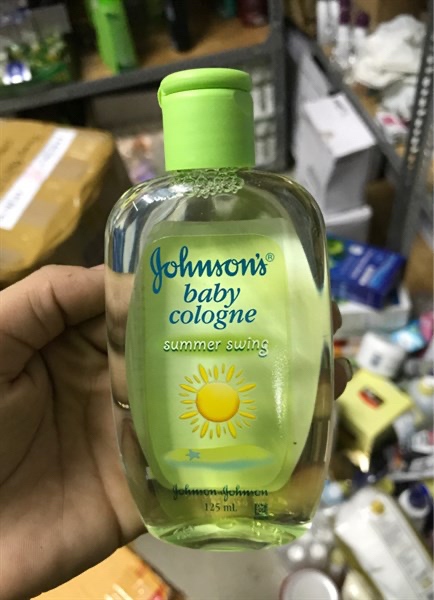 Johnson's®
baby
cologne
summer swing
Johnson & Johnson
125 ml.